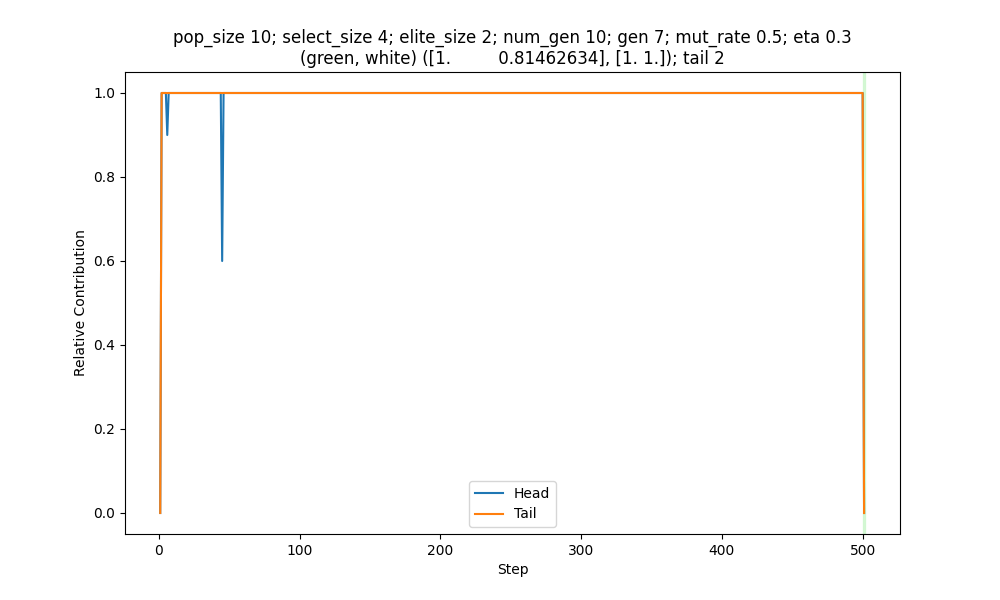 pop_size 10; select_size 4; elite_size 2; num_gen 10; gen 7; mut_rate 0.5; eta 0.3
(green, white) ([1.         0.81462634], [1. 1.]); tail 2
1.0
0.8
0.6
0.4
0.2
0.0
Relative Contribution
Head
Tail
0 100 200 300 400 500
Step